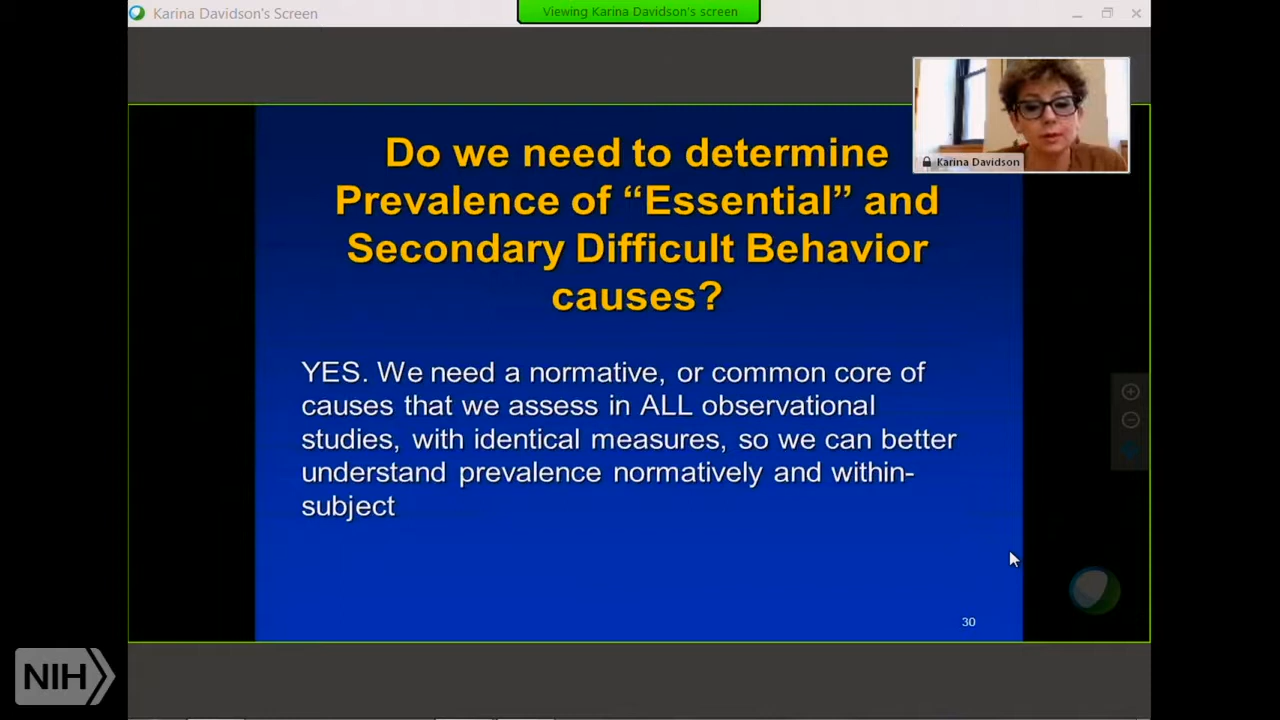 Karina Davidson's Screen
Viewing Karina Davidson's screen
Karina Davidson
Do we need to determine
Prevalence of “Essential” and
Secondary Difficult Behavior
causes?
YES. We need a normative, or common core of
causes that we assess in ALL observational
studies, with identical measures, so we can better
understand prevalence normatively and within-
subject
30
NIH